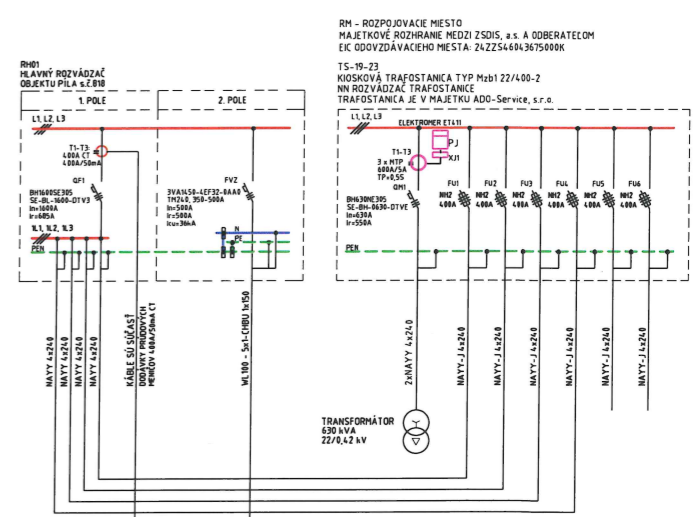 RM - ROZPOJOVACIE MIESTO
MAJETKOVÉ ROZHRANIE MEDZI ZSDIS, a.s. A ODBERATEĽOM
EIC ODOVZDÁVACIEHO MIESTA: 24ZZS46043675000K
RH01
HLAVNÝ ROZVÁDZAČ
OBJEKTU PÍLA s.č.818
TS-19-23
KIOSKOVÁ TRAFOSTANICA TYP Mzb1 22/400-2
NN ROZVÁDZAČ TRAFOSTANICE
TRAFOSTANICA JE V MAJETKU ADO-Service, s.r.o.
1. POLE
2. POLE
L1, L2, L3
T1-T3:
400A CT
400A/50mA
QF1
BH1600SE305
SE-BL-1600-DTV3
In=1600A
Ir=685A
1L1, 1L2, 1L3
PEN
FV2
3VA1450-4EF32-0AA0
TM240, 350-500A
In=500A
Ir=500A
Icu=36kA
N
PE
L1, L2, L3
ELEKTROMER ET411
PJ
XJ1
T1-T3
3 x MTP
600A/5A
TP=0,5S
QM1
BH630NE305
SE-BH-0630-DTVE
In=630A
Ir=550A
FU1
NH2
400A
FU2
NH2
400A
FU3
NH2
400A
FU4
NH2
400A
FU5
NH2
400A
FU6
NH2
400A
PEN
NAYY 4x240
NAYY 4x240
NAYY 4x240
NAYY 4x240
KÁBLE SÚ SÚČASŤ
DODÁVKY PRÚDOVÝCH
MENIČOV 400A/50mA CT
WL100 - 5x1-CHBU 1x150
2xNAYY 4x240
NAYY-J 4x240
NAYY-J 4x240
NAYY-J 4x240
NAYY-J 4x240
NAYY-J 4x240
NAYY-J 4x240
TRANSFORMÁTOR
630 kVA
22/0,42 kV